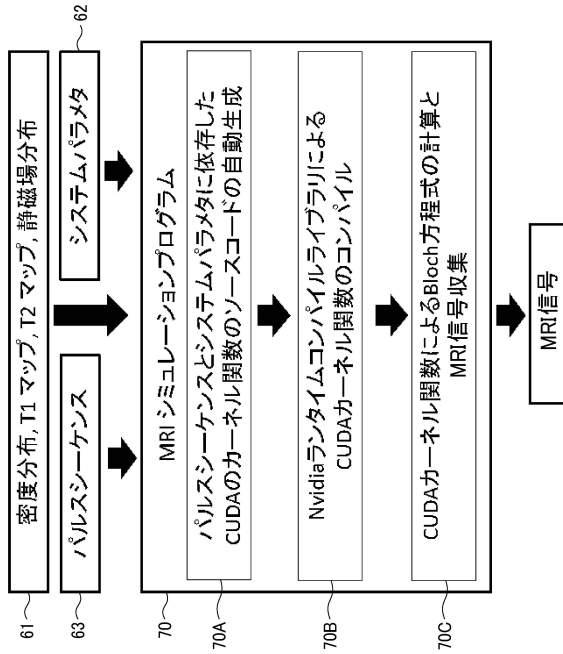 61
密度分布, T1 マップ, T2 マップ, 静磁場分布
63
パルスシーケンス
システムパラメタ
62
70
MRI シミュレーションプログラム
70A
パルスシーケンスとシステムパラメタに依存した
CUDAのカーネル関数のソースコードの自動生成
70B
Nvidiaランタイムコンパイルライブラリによる
CUDAカーネル関数のコンパイル
70C
CUDAカーネル関数によるBloch方程式の計算と
MRI信号収集
MRI信号